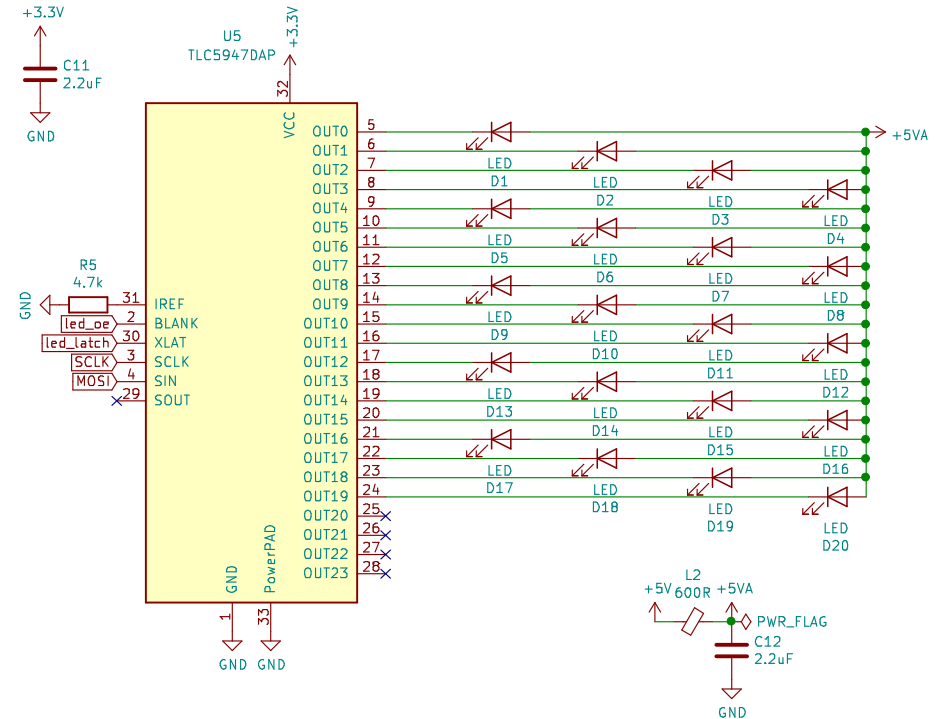 +3.3V
C11
2.2uF
GND
U5
TLC5947DAP
+3.3V
32
VCC
OUT0 5
OUT1 6
OUT2 7
OUT3 8
OUT4 9
OUT5 10
OUT6 11
OUT7 12
OUT8 13
OUT9 14
OUT10 15
OUT11 16
OUT12 17
OUT13 18
OUT14 19
OUT15 20
OUT16 21
OUT17 22
OUT18 23
OUT19 24
OUT20 25
OUT21 26
OUT22 27
OUT23 28
R5
4.7k
GND
31 IREF
led_oe 2 BLANK
led_latch 30 XLAT
SCLK 3 SCLK
MOSI 4 SIN
29 SOUT
GND
PowerPAD
1
33
GND
GND
+5VA
LED
D1
LED
D2
LED
D3
LED
D4
LED
D5
LED
D6
LED
D7
LED
D8
LED
D9
LED
D10
LED
D11
LED
D12
LED
D13
LED
D14
LED
D15
LED
D16
LED
D17
LED
D18
LED
D19
LED
D20
L2
+5V 600R +5VA
PWR_FLAG
C12
2.2uF
GND